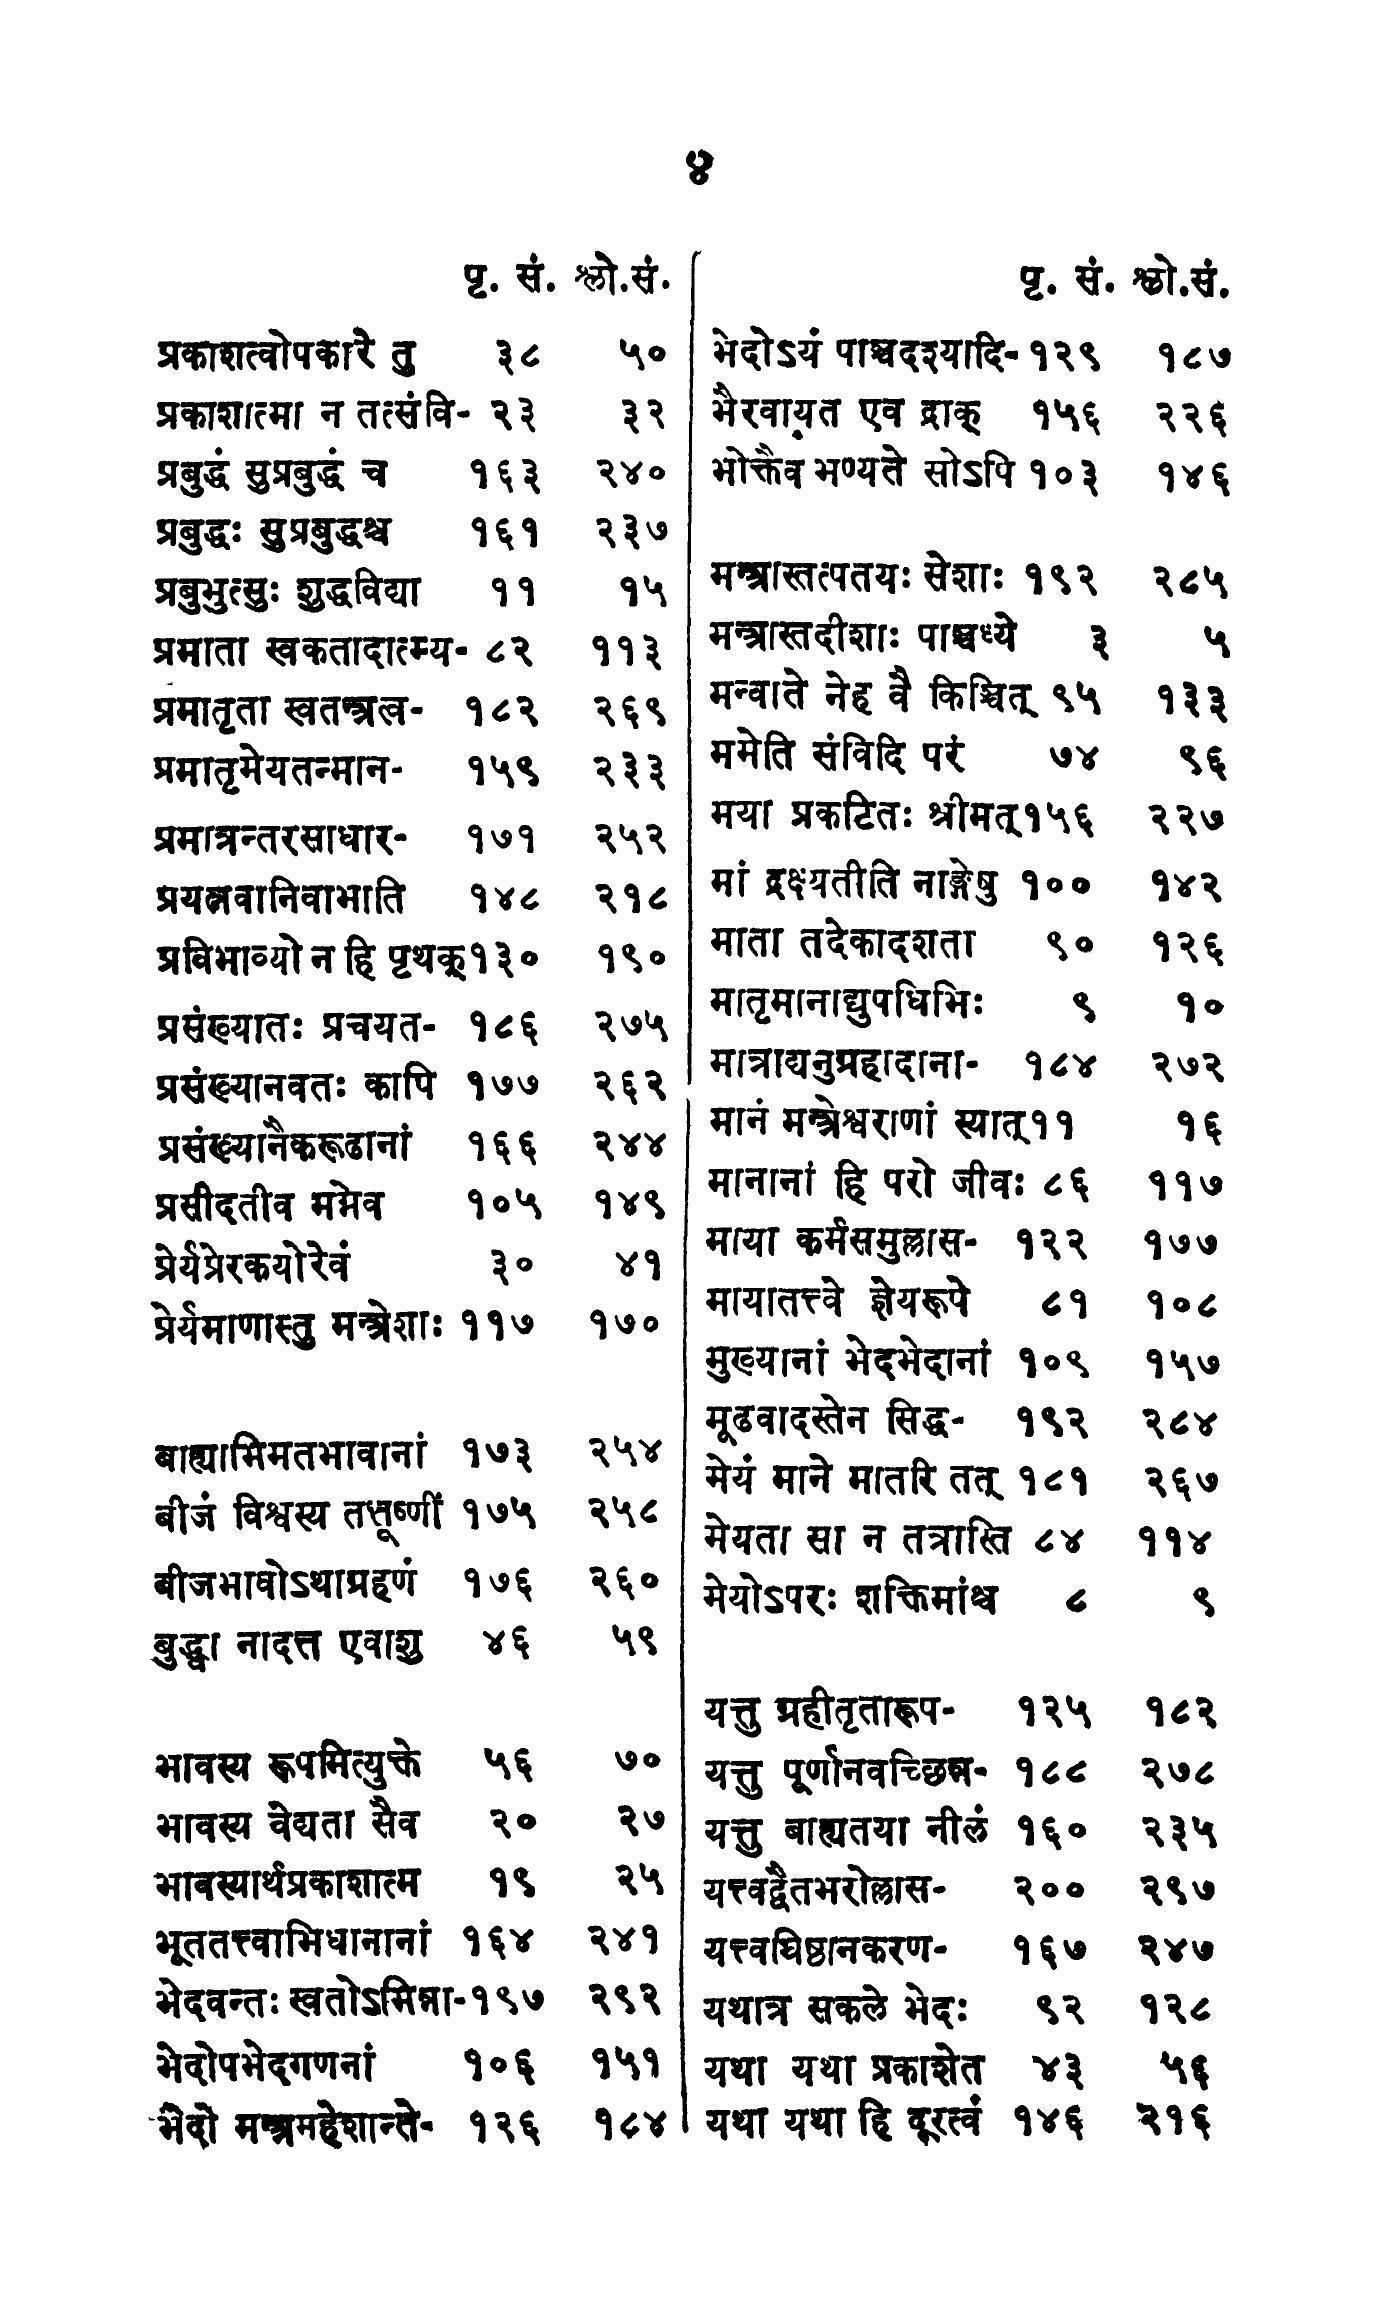 ४
पृ. सं. श्लो.सं.
प्रकाशत्वोपकारे तु ३८ ५०
प्रकाशात्मा न तत्संवि- २३ ३२
प्रबुद्धं सुप्रबुद्धं च १६३ २४०
प्रबुद्धः सुप्रबुद्धश्च १६१ २३७
प्रबुभुत्सुः शुद्धविद्या ११ १५
प्रमाता स्वकतादात्म्य- ८२ ११३
प्रमातृता स्वतन्त्रत्व- १८२ २६९
प्रमातृमेयतन्मान- १५९ २३३
प्रमात्रन्तरसाधार- १७१ २५२
प्रयत्नवानिवाभाति १४८ २१८
प्रविभाव्यो न हि पृथक् १३० १९०
प्रसंख्यातः प्रचयत- १८६ २७५
प्रसंख्यानवतः कापि १७७ २६२
प्रसंख्यानैकरूढानां १६६ २४४
प्रसीदतीव मग्नेव १०५ १४९
प्रेर्यप्रेरकयोरेवं ३० ४१
प्रेर्यमाणास्तु मन्त्रेशाः ११७ १७०
बाह्याभिमतभावानां १७३ २५४
बीजं विश्वस्य तत्तूष्णीं १७५ २५८
बीजभावोऽथाग्रहणं १७६ २६०
बुद्ध्वा नादत्त एवाशु ४६ ५९
भावस्य रूपमित्युक्ते ५६ ७०
भावस्य वेद्यता सैव २० २७
भावस्यार्थप्रकाशात्म १९ २५
भूततत्त्वाभिधानानां १६४ २४१
भेदवन्तः स्वतोऽभिन्ना- १९७ २९२
भेदोपभेदगणनां १०६ १५१
भेदो मन्त्रमहेशान्ते- १२६ १८४
पृ. सं. श्लो.सं.
भेदोऽयं पाञ्चदश्यादि- १२९ १८७
भैरवायत एव द्राक् १५६ २२६
भोक्तैव भण्यते सोऽपि १०३ १४६
मन्त्रास्तत्पतयः सेशाः १९२ २८५
मन्त्रास्तदीशाः पाञ्चध्ये ३ ५
मन्वाते नेह वै किञ्चित् ९५ १३३
ममेति संविदि परं ७४ ९६
मया प्रकटितः श्रीमत् १५६ २२७
मां द्रक्ष्यतीति नाङ्गेषु १०० १४२
माता तदेकादशता ९० १२६
मातृमानाद्युपधिभिः ९ १०
मात्राद्यनुग्रहादाना- १८४ २७२
मानं मन्त्रेश्वराणां स्यात् ११ १६
मानानां हि परो जीवः ८६ ११७
माया कर्मसमुल्लास- १२२ १७७
मायातत्त्वे ज्ञेयरूपे ८१ १०८
मुख्यानां भेदभेदानां १०९ १५७
मूढवादस्तेन सिद्ध- १९२ २८४
मेयं माने मातरि तत् १८१ २६७
मेयता सा न तत्रास्ति ८४ ११४
मेयोऽपरः शक्तिमांश्च ८ ९
यत्तु ग्रहीतृतारूप- १२५ १८२
यत्तु पूर्णानवच्छिन्न- १८८ २७८
यत्तु बाह्यतया नीलं १६० २३५
यत्त्वद्वैतभरोल्लास- २०० २९७
यत्त्वधिष्ठानकरण- १६७ २४७
यथात्र सकले भेदः ९२ १२८
यथा यथा प्रकाशेत ४३ ५६
यथा यथा हि दूरत्वं १४६ २१६